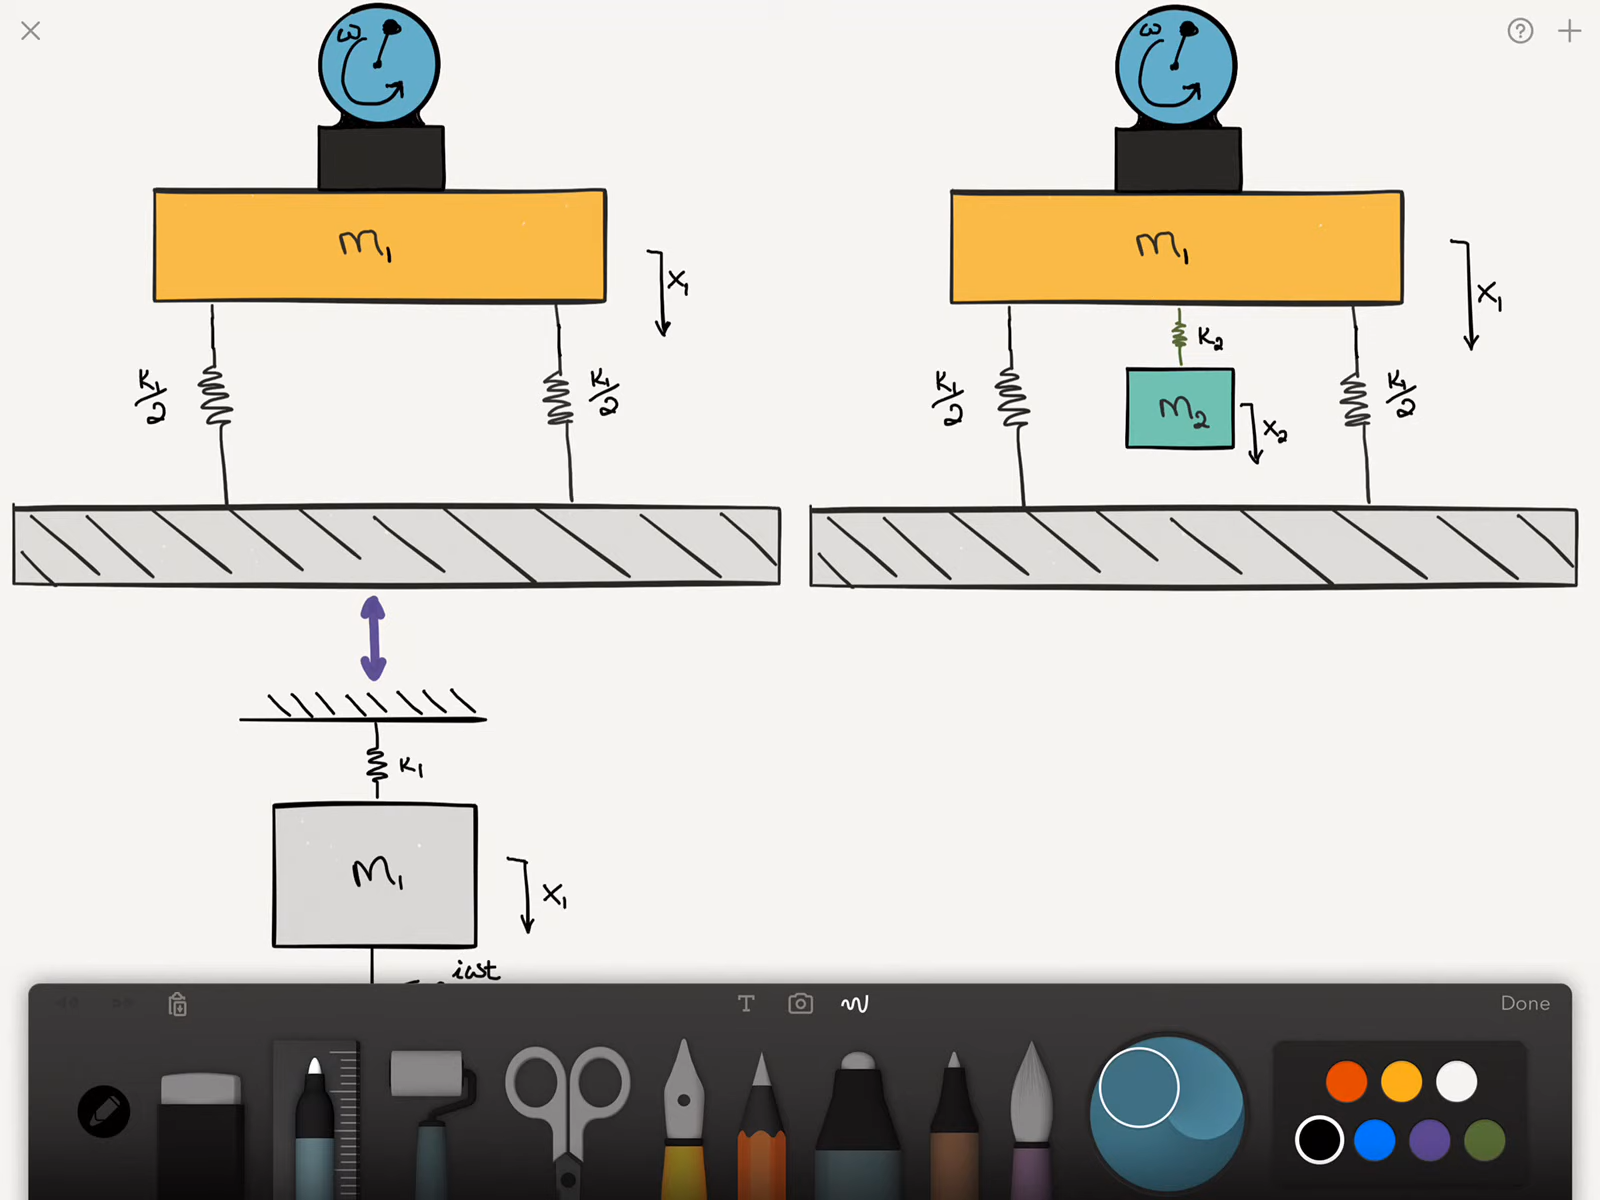 ω
m₁
x₁
K₁/2
K₁/2
K₁
m₁
x₁
iωt
ω
m₁
x₁
K₂
K₁/2
m₂
x₂
K₁/2
T
Done